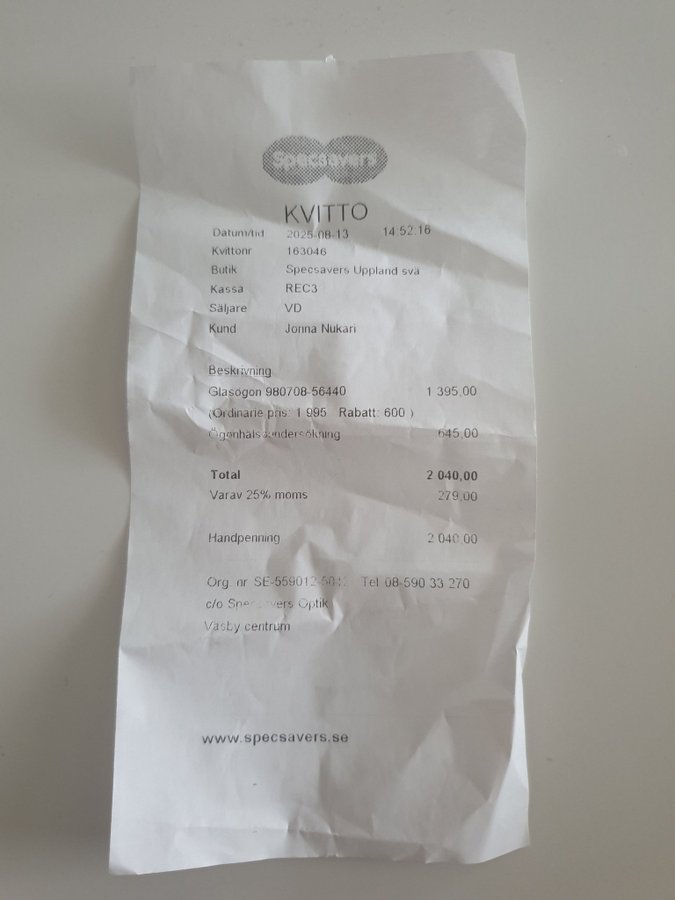 Specsavers
KVITTO
Datum/tid 2025-08-13 14:52:16
Kvittonr 163046
Butik Specsavers Uppland sva
Kassa REC3
Säljare VD
Kund Jonna Nukari
Beskrivning
Glasögon 980708-56440 1 395,00
(Ordinarie pris: 1 995 Rabatt: 600 )
Ögonhälsoundersökning 645,00
Total 2 040,00
Varav 25% moms 279,00
Handpenning 2 040,00
Org. nr Tel 08-590 33 270
c/o Specsavers Optik
Väsby centrum
www.specsavers.se